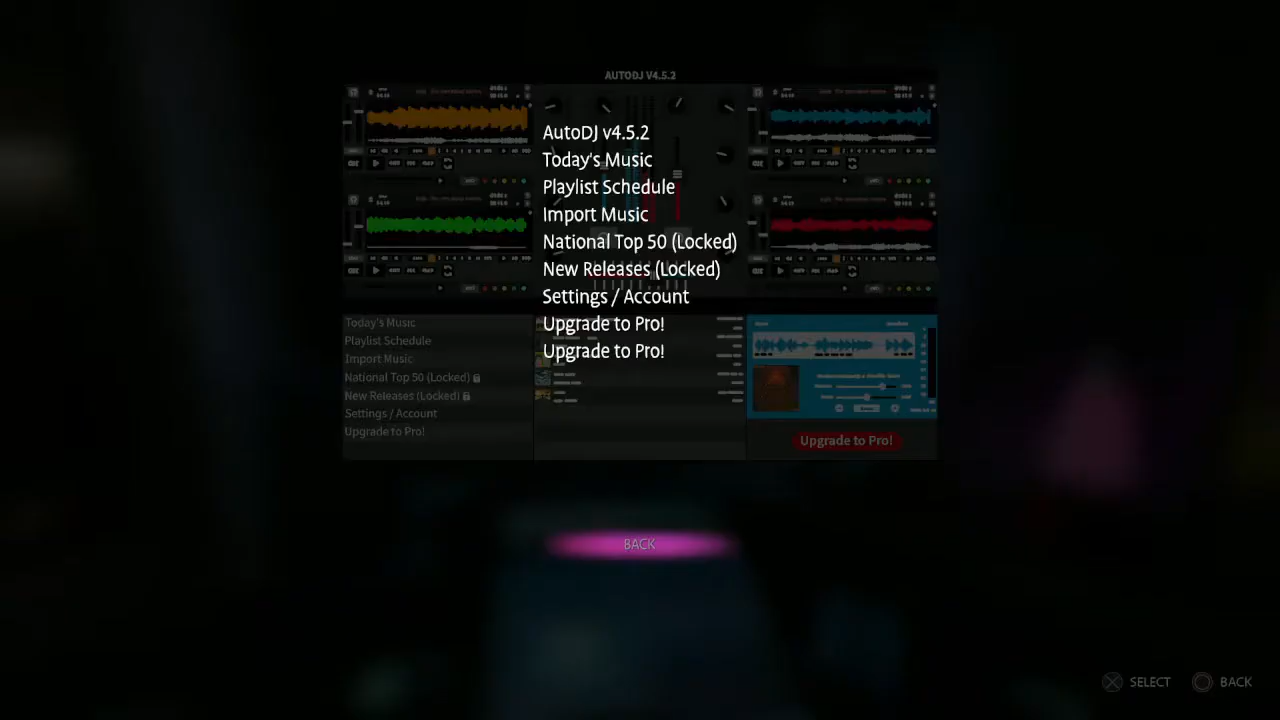 AUTODJ V4.5.2
AutoDJ v4.5.2
Today's Music
Playlist Schedule
Import Music
National Top 50 (Locked)
New Releases (Locked)
Settings / Account
Upgrade to Pro!
Upgrade to Pro!
Today's Music
Playlist Schedule
Import Music
National Top 50 (Locked)
New Releases (Locked)
Settings / Account
Upgrade to Pro!
Upgrade to Pro!
BACK
SELECT
BACK